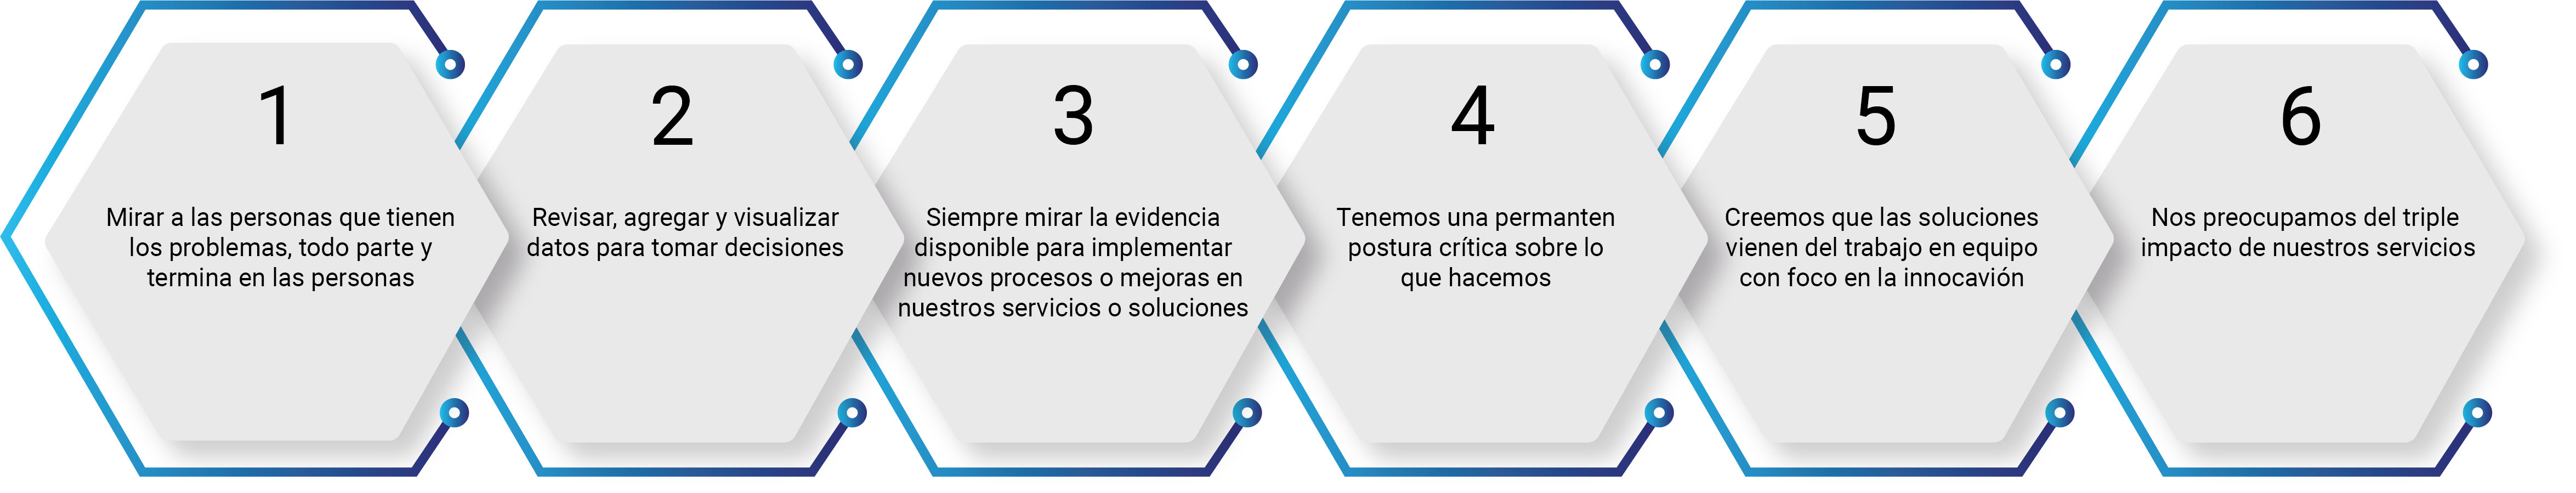 1
Mirar a las personas que tienen
los problemas, todo parte y
termina en las personas
2
Revisar, agregar y visualizar
datos para tomar decisiones
3
Siempre mirar la evidencia
disponible para implementar
nuevos procesos o mejoras en
nuestros servicios o soluciones
4
Tenemos una permanten
postura crítica sobre lo
que hacemos
5
Creemos que las soluciones
vienen del trabajo en equipo
con foco en la innocavión
6
Nos preocupamos del triple
impacto de nuestros servicios